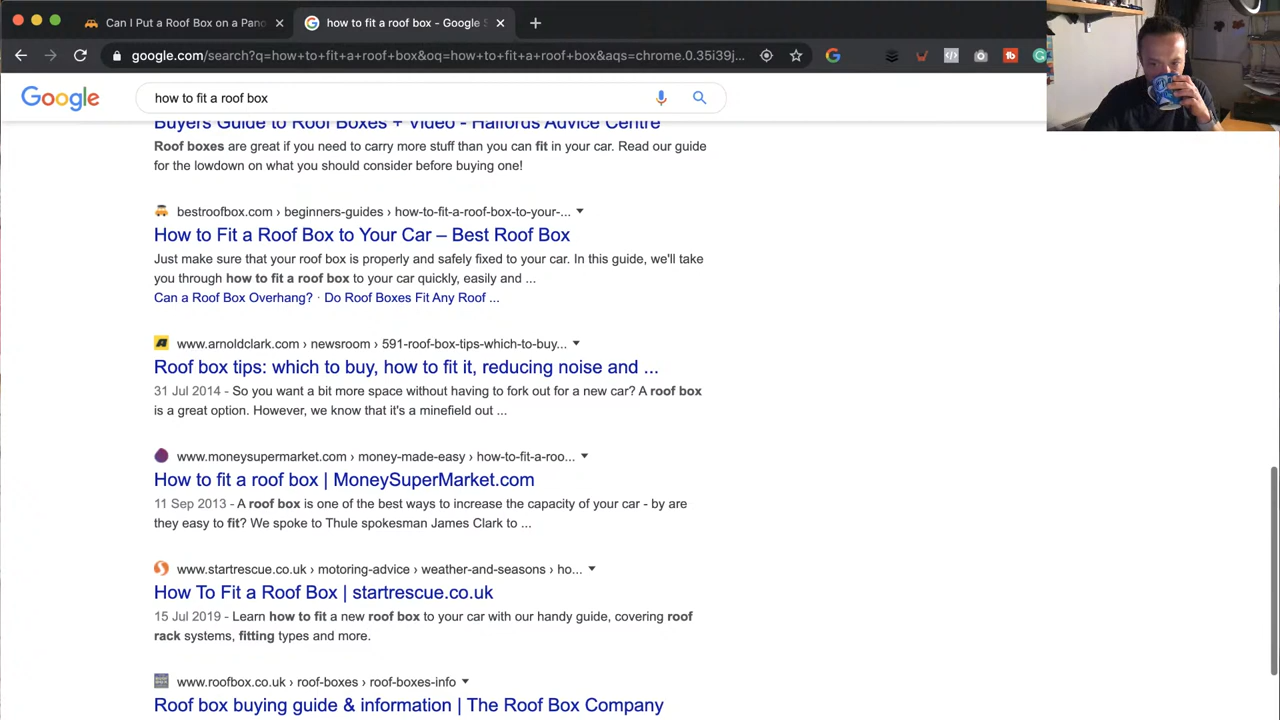 Can I Put a Roof Box on a Pano
how to fit a roof box - Google S
google.com/search?q=how+to+fit+a+roof+box&oq=how+to+fit+a+roof+box&aqs=chrome.0.35i39j...
Google
how to fit a roof box
Buyers Guide to Roof Boxes + Video - Halfords Advice Centre
Roof boxes are great if you need to carry more stuff than you can fit in your car. Read our guide
for the lowdown on what you should consider before buying one!
bestroofbox.com › beginners-guides › how-to-fit-a-roof-box-to-your-...
How to Fit a Roof Box to Your Car – Best Roof Box
Just make sure that your roof box is properly and safely fixed to your car. In this guide, we'll take
you through how to fit a roof box to your car quickly, easily and ...
Can a Roof Box Overhang? · Do Roof Boxes Fit Any Roof ...
www.arnoldclark.com › newsroom › 591-roof-box-tips-which-to-buy...
Roof box tips: which to buy, how to fit it, reducing noise and ...
31 Jul 2014 - So you want a bit more space without having to fork out for a new car? A roof box
is a great option. However, we know that it's a minefield out ...
www.moneysupermarket.com › money-made-easy › how-to-fit-a-roo...
How to fit a roof box | MoneySuperMarket.com
11 Sep 2013 - A roof box is one of the best ways to increase the capacity of your car - by are
they easy to fit? We spoke to Thule spokesman James Clark to ...
www.startrescue.co.uk › motoring-advice › weather-and-seasons › ho...
How To Fit a Roof Box | startrescue.co.uk
15 Jul 2019 - Learn how to fit a new roof box to your car with our handy guide, covering roof
rack systems, fitting types and more.
www.roofbox.co.uk › roof-boxes › roof-boxes-info
Roof box buying guide & information | The Roof Box Company